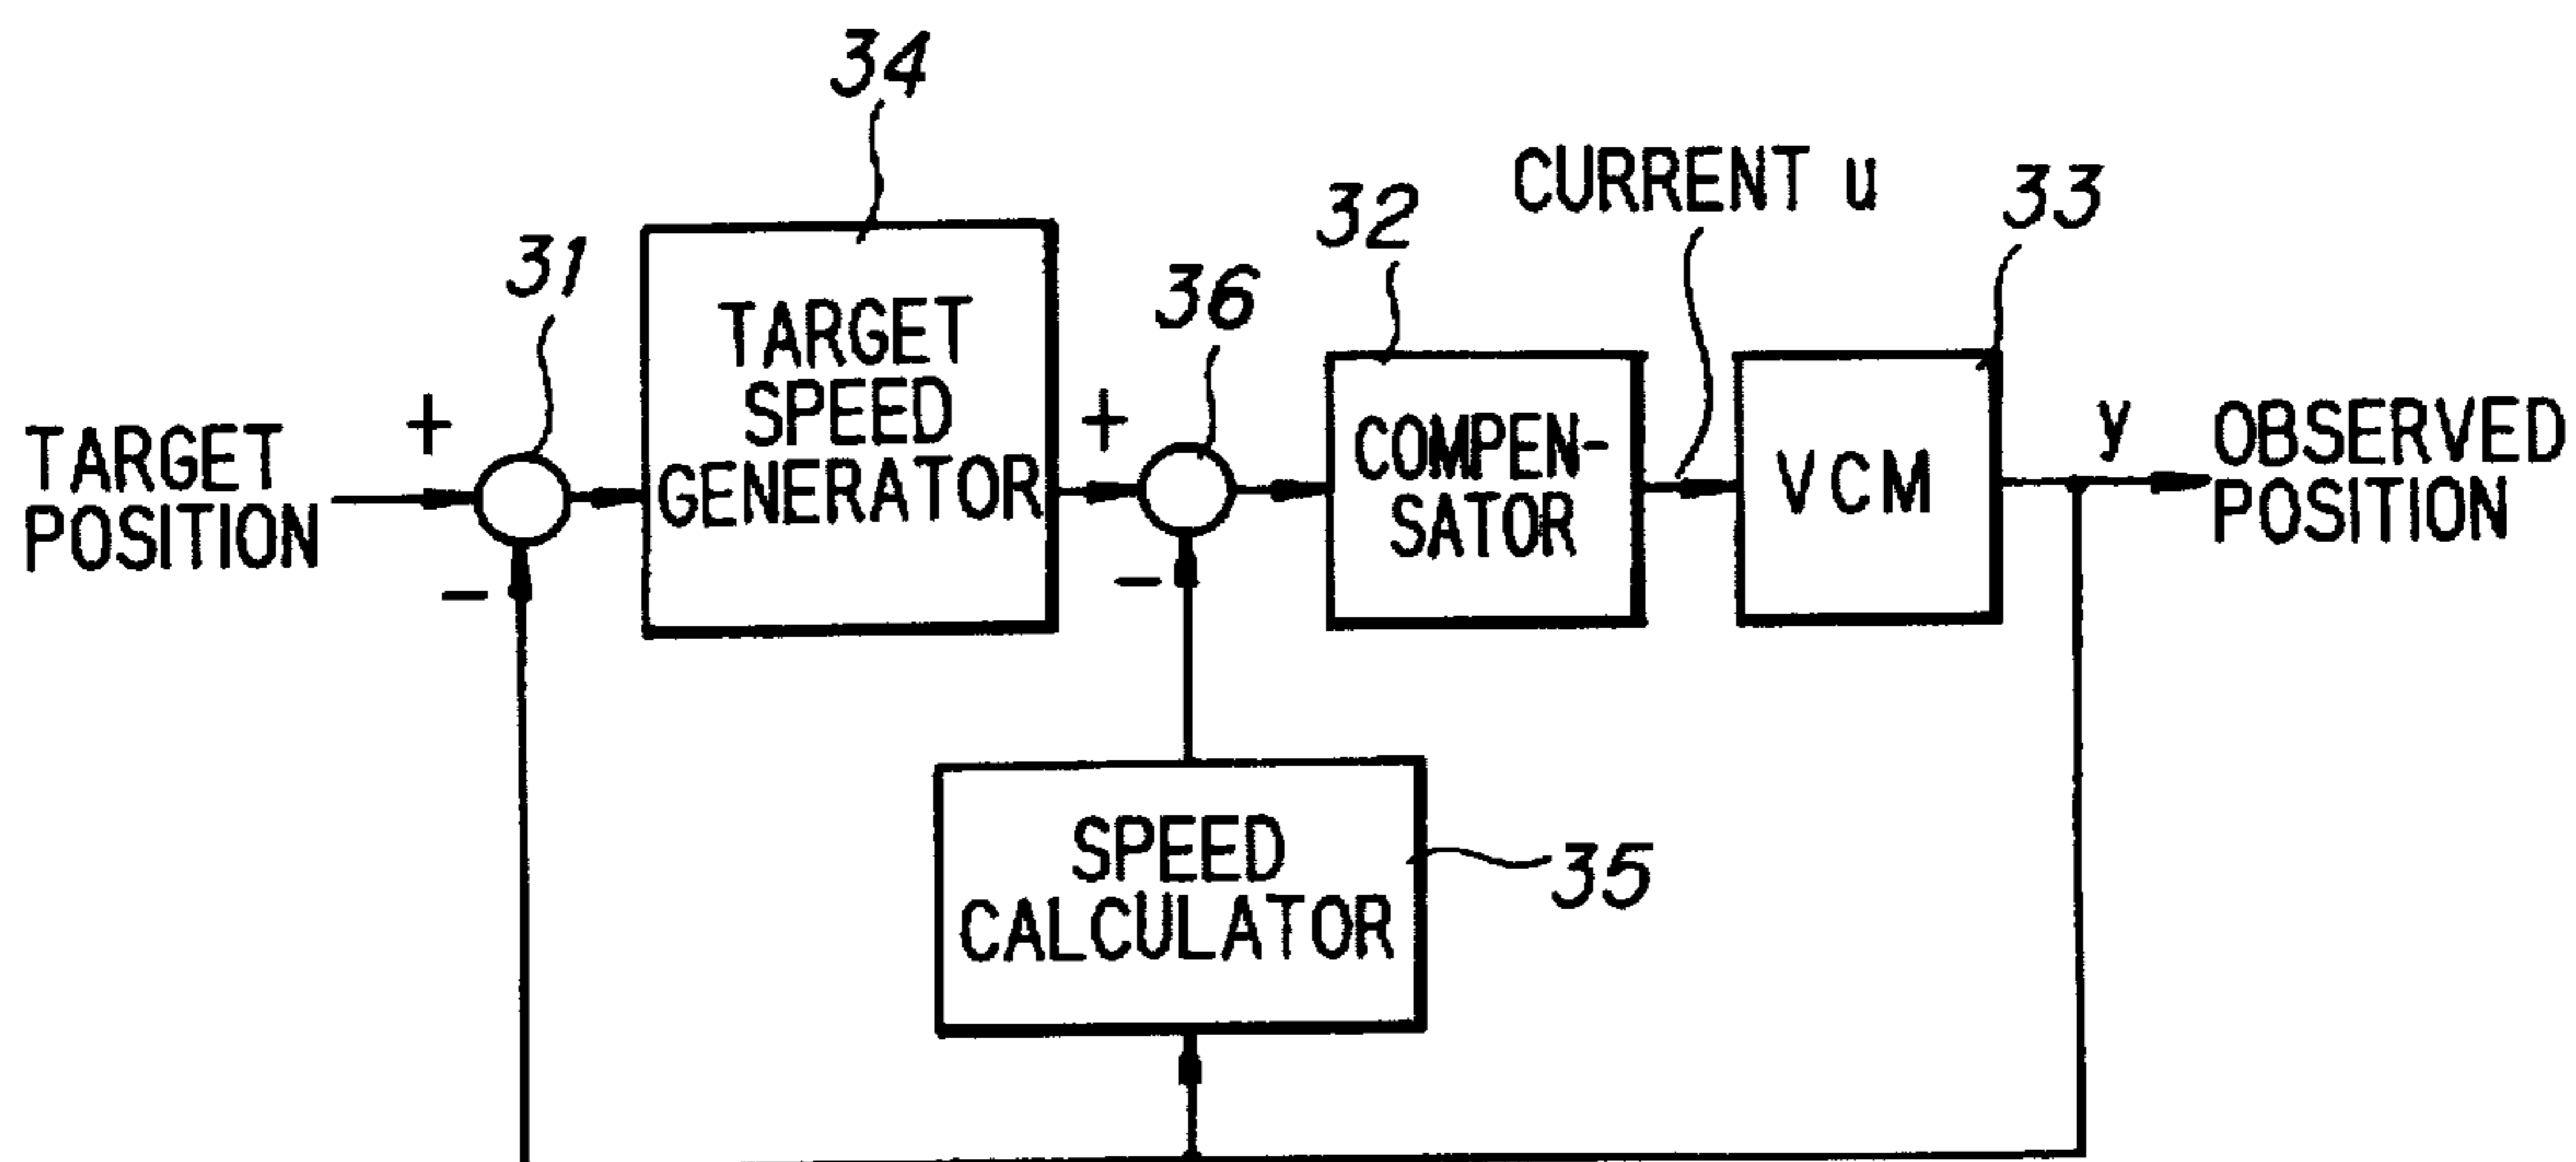 34
CURRENT u
33
32
31
36
TARGET
SPEED
GENERATOR
+
+
TARGET
POSITION
COMPEN-
SATOR
VCM
y
OBSERVED
POSITION
-
-
SPEED
CALCULATOR
35